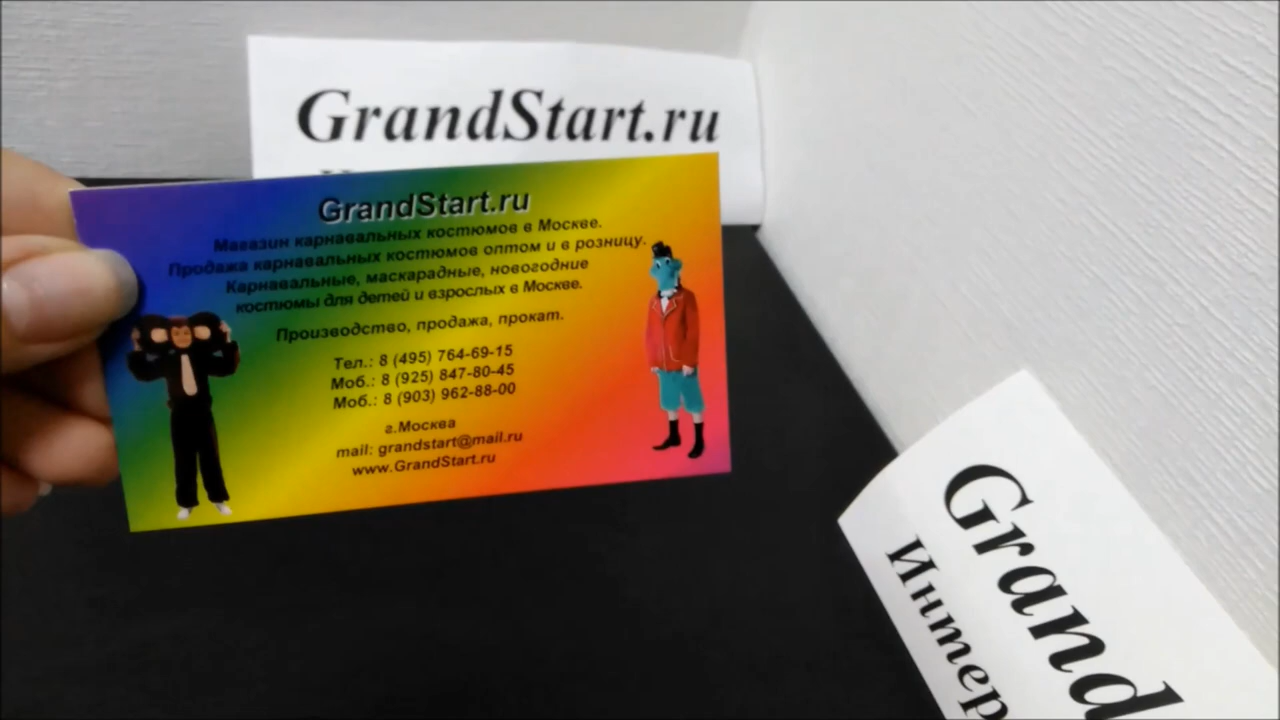 GrandStart.ru
GrandStart.ru
Магазин карнавальных костюмов в Москве.
Продажа карнавальных костюмов оптом и в розницу.
Карнавальные, маскарадные, новогодние
костюмы для детей и взрослых в Москве.
Производство, продажа, прокат.
Тел.: 8 (495) 764-69-15
Моб.: 8 (925) 847-80-45
Моб.: 8 (903) 962-88-00
г.Москва
mail: grandstart@mail.ru
www.GrandStart.ru
Grand
Интер